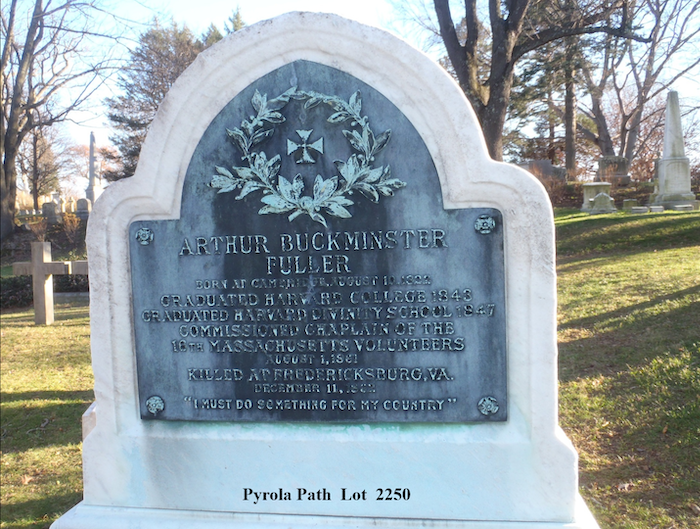 ARTHUR BUCKMINSTER
FULLER
BORN AT CAMBRIDGE, AUGUST 10, 1822
GRADUATED HARVARD COLLEGE 1843
GRADUATED HARVARD DIVINITY SCHOOL 1847
COMMISSIONED CHAPLAIN OF THE
16TH MASSACHUSETTS VOLUNTEERS
AUGUST 1, 1861
KILLED AT FREDERICKSBURG, VA.
DECEMBER 11, 1862
"I MUST DO SOMETHING FOR MY COUNTRY"
Pyrola Path Lot 2250